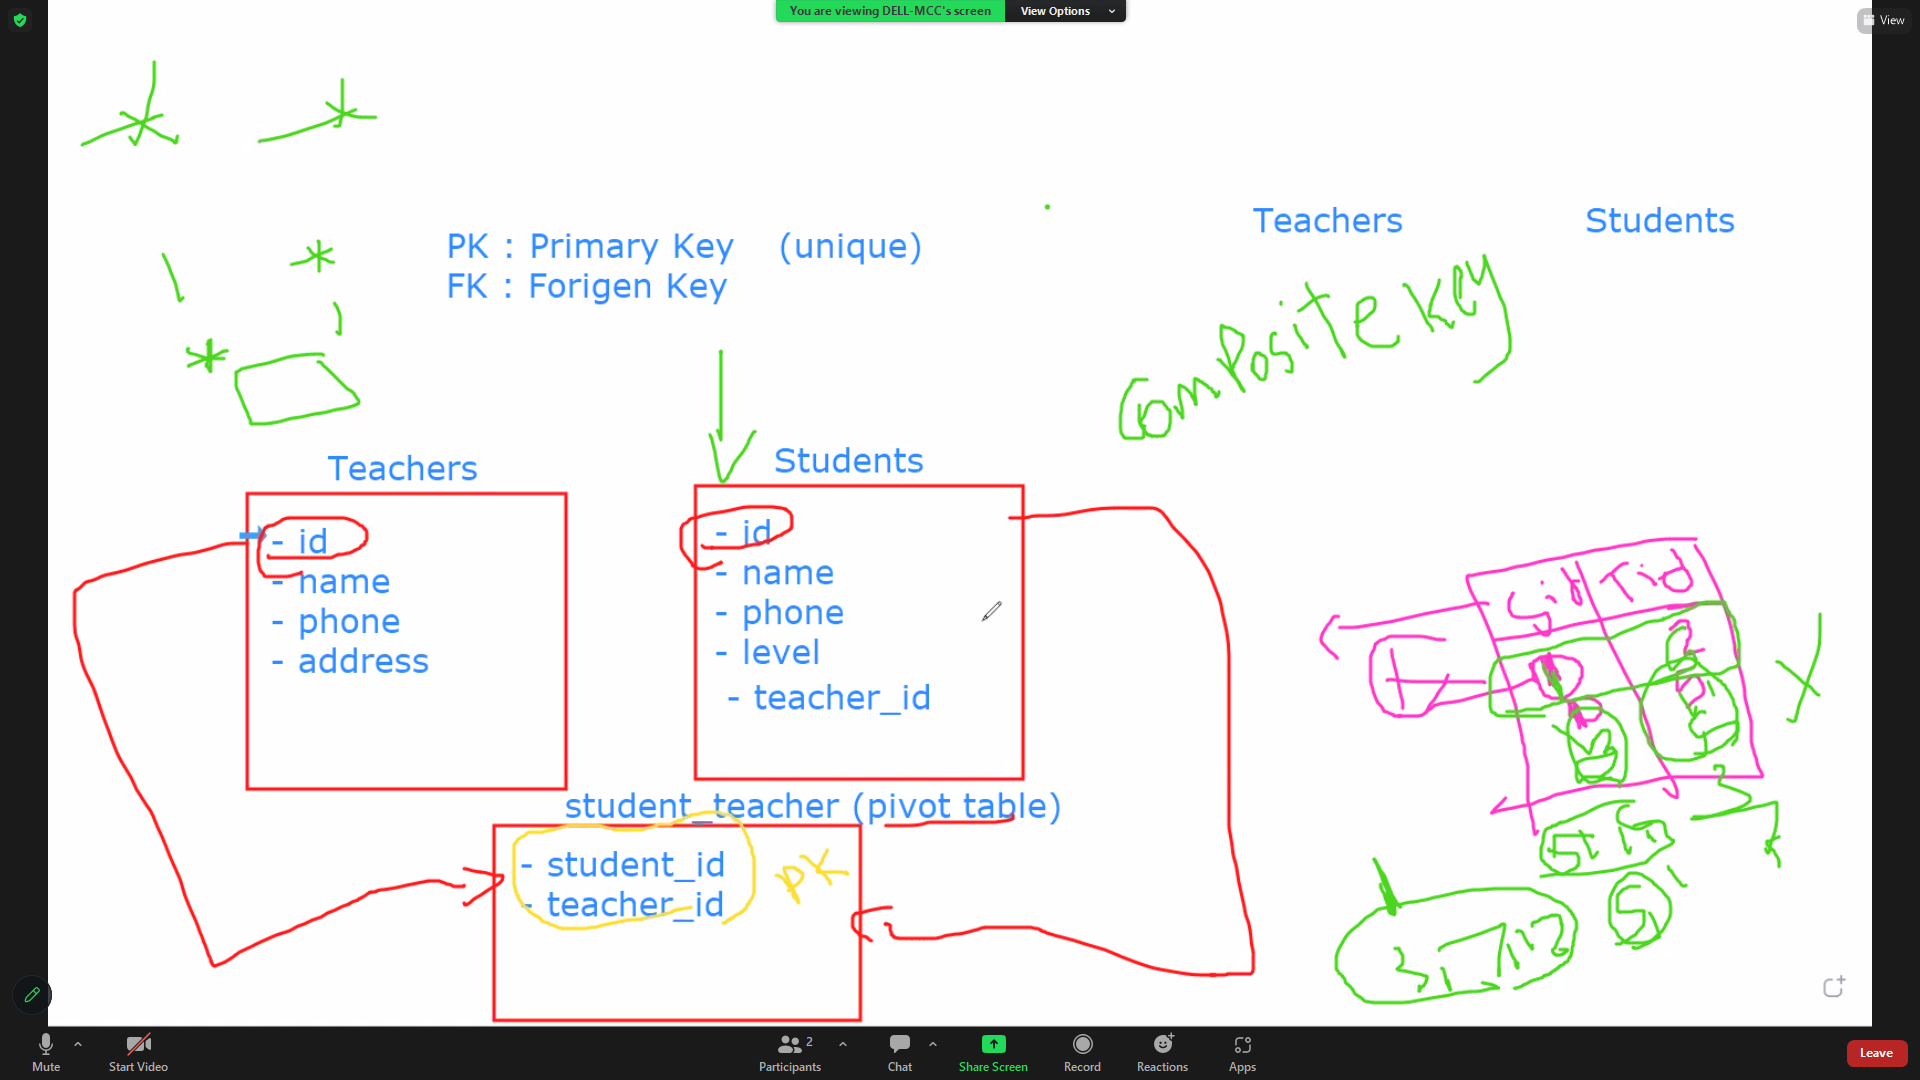 You are viewing DELL-MCC's screen
View Options
View
Teachers
Students
PK : Primary Key (unique)
FK : Forigen Key
composite key
Teachers
- id
- name
- phone
- address
Students
- id
- name
- phone
- level
- teacher_id
Sid Tid
student_teacher (pivot table)
- student_id
- teacher_id
PK
Mute
Start Video
Participants
2
Chat
Share Screen
Record
Reactions
Apps
Leave